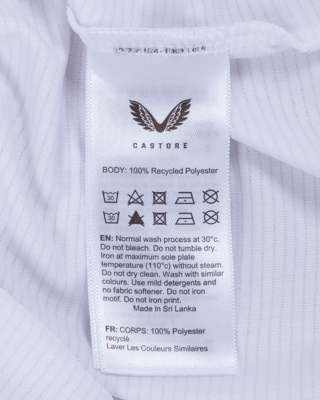 CASTORE
BODY: 100% Recycled Polyester
30
30
EN: Normal wash process at 30°c.
Do not bleach. Do not tumble dry.
Iron at maximum sole plate
temperature (110°c) without steam.
Do not dry clean. Wash with similar
colours. Use mild detergents and
no fabric softener. Do not iron
motif. Do not iron print.
Made In Sri Lanka
FR: CORPS: 100% Polyester
recyclé
Laver Les Couleurs Similaires